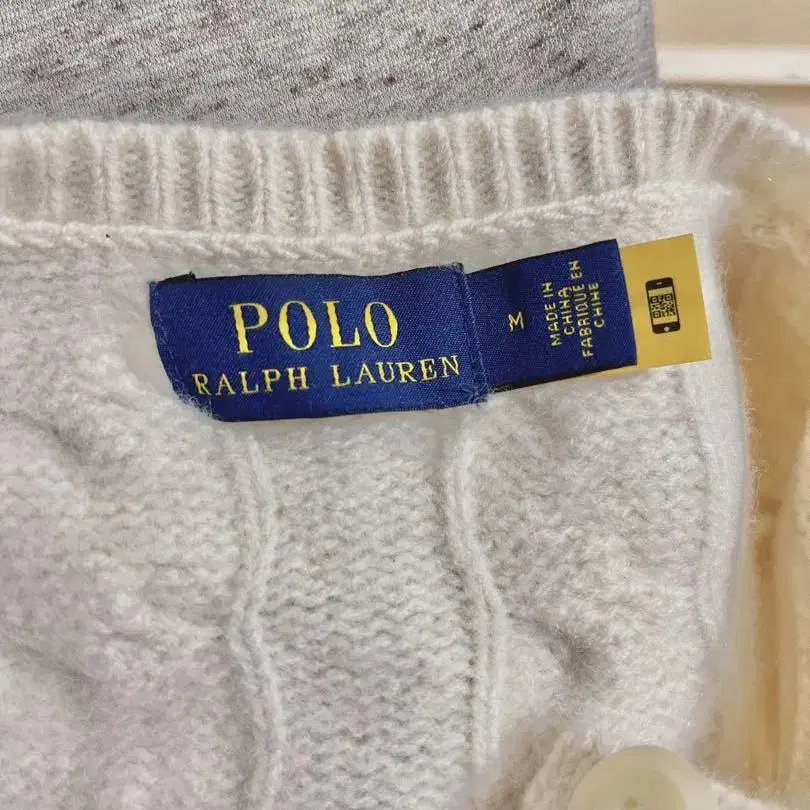 POLO
RALPH LAUREN
M
MADE IN
CHINA
FABRIQUE EN
CHINE